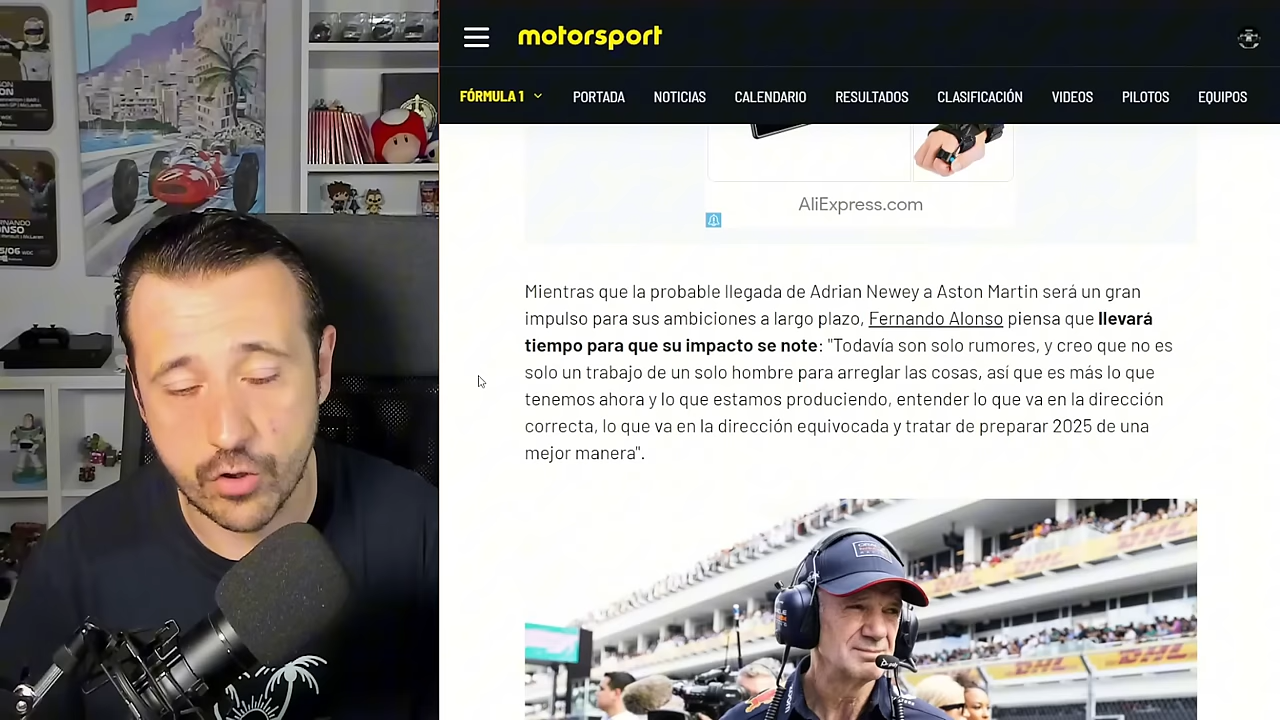 motorsport
FÓRMULA 1
PORTADA
NOTICIAS
CALENDARIO
RESULTADOS
CLASIFICACIÓN
VIDEOS
PILOTOS
EQUIPOS
AliExpress.com
Mientras que la probable llegada de Adrian Newey a Aston Martin será un gran
impulso para sus ambiciones a largo plazo, Fernando Alonso piensa que llevará
tiempo para que su impacto se note: "Todavía son solo rumores, y creo que no es
solo un trabajo de un solo hombre para arreglar las cosas, así que es más lo que
tenemos ahora y lo que estamos produciendo, entender lo que va en la dirección
correcta, lo que va en la dirección equivocada y tratar de preparar 2025 de una
mejor manera".
DHL
DHL
DHL